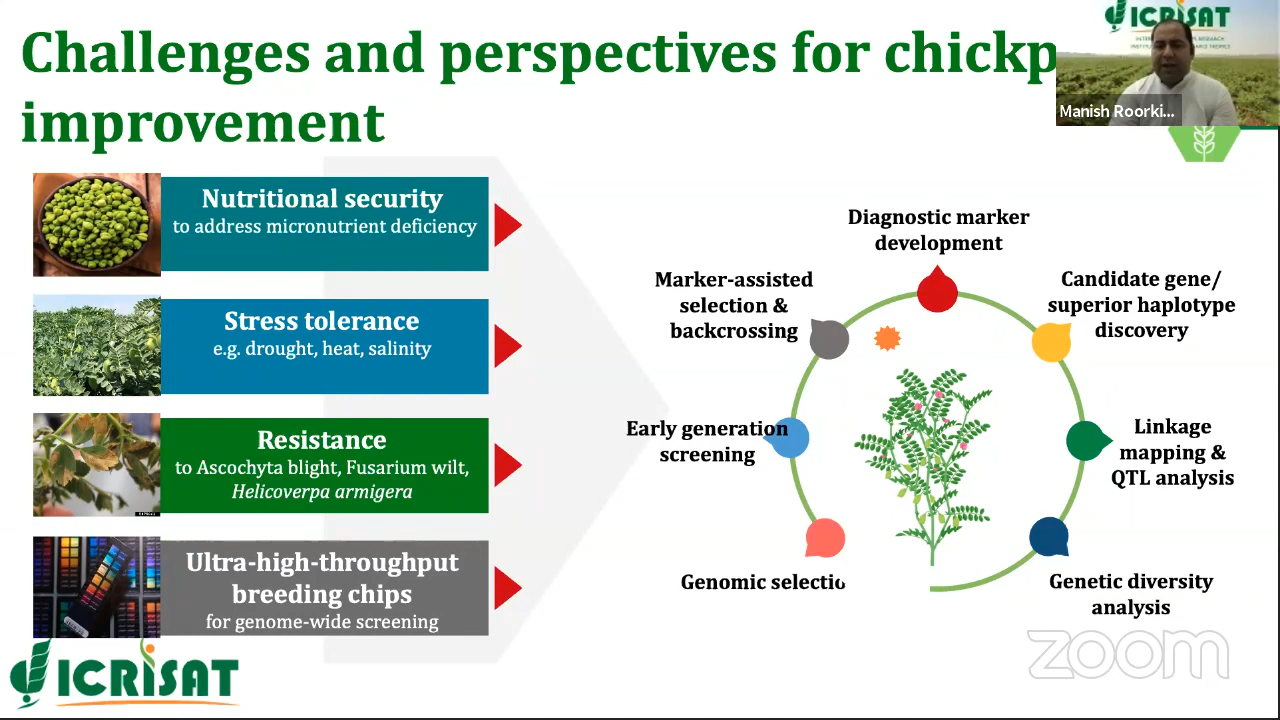 Challenges and perspectives for chickp
improvement
ICRISAT
Manish Roorki...
Nutritional security
to address micronutrient deficiency
Stress tolerance
e.g. drought, heat, salinity
Resistance
to Ascochyta blight, Fusarium wilt,
Helicoverpa armigera
Ultra-high-throughput
breeding chips
for genome-wide screening
Diagnostic marker
development
Marker-assisted
selection &
backcrossing
Candidate gene/
superior haplotype
discovery
Early generation
screening
Linkage
mapping &
QTL analysis
Genomic selectio
Genetic diversity
analysis
ICRISAT
zoom